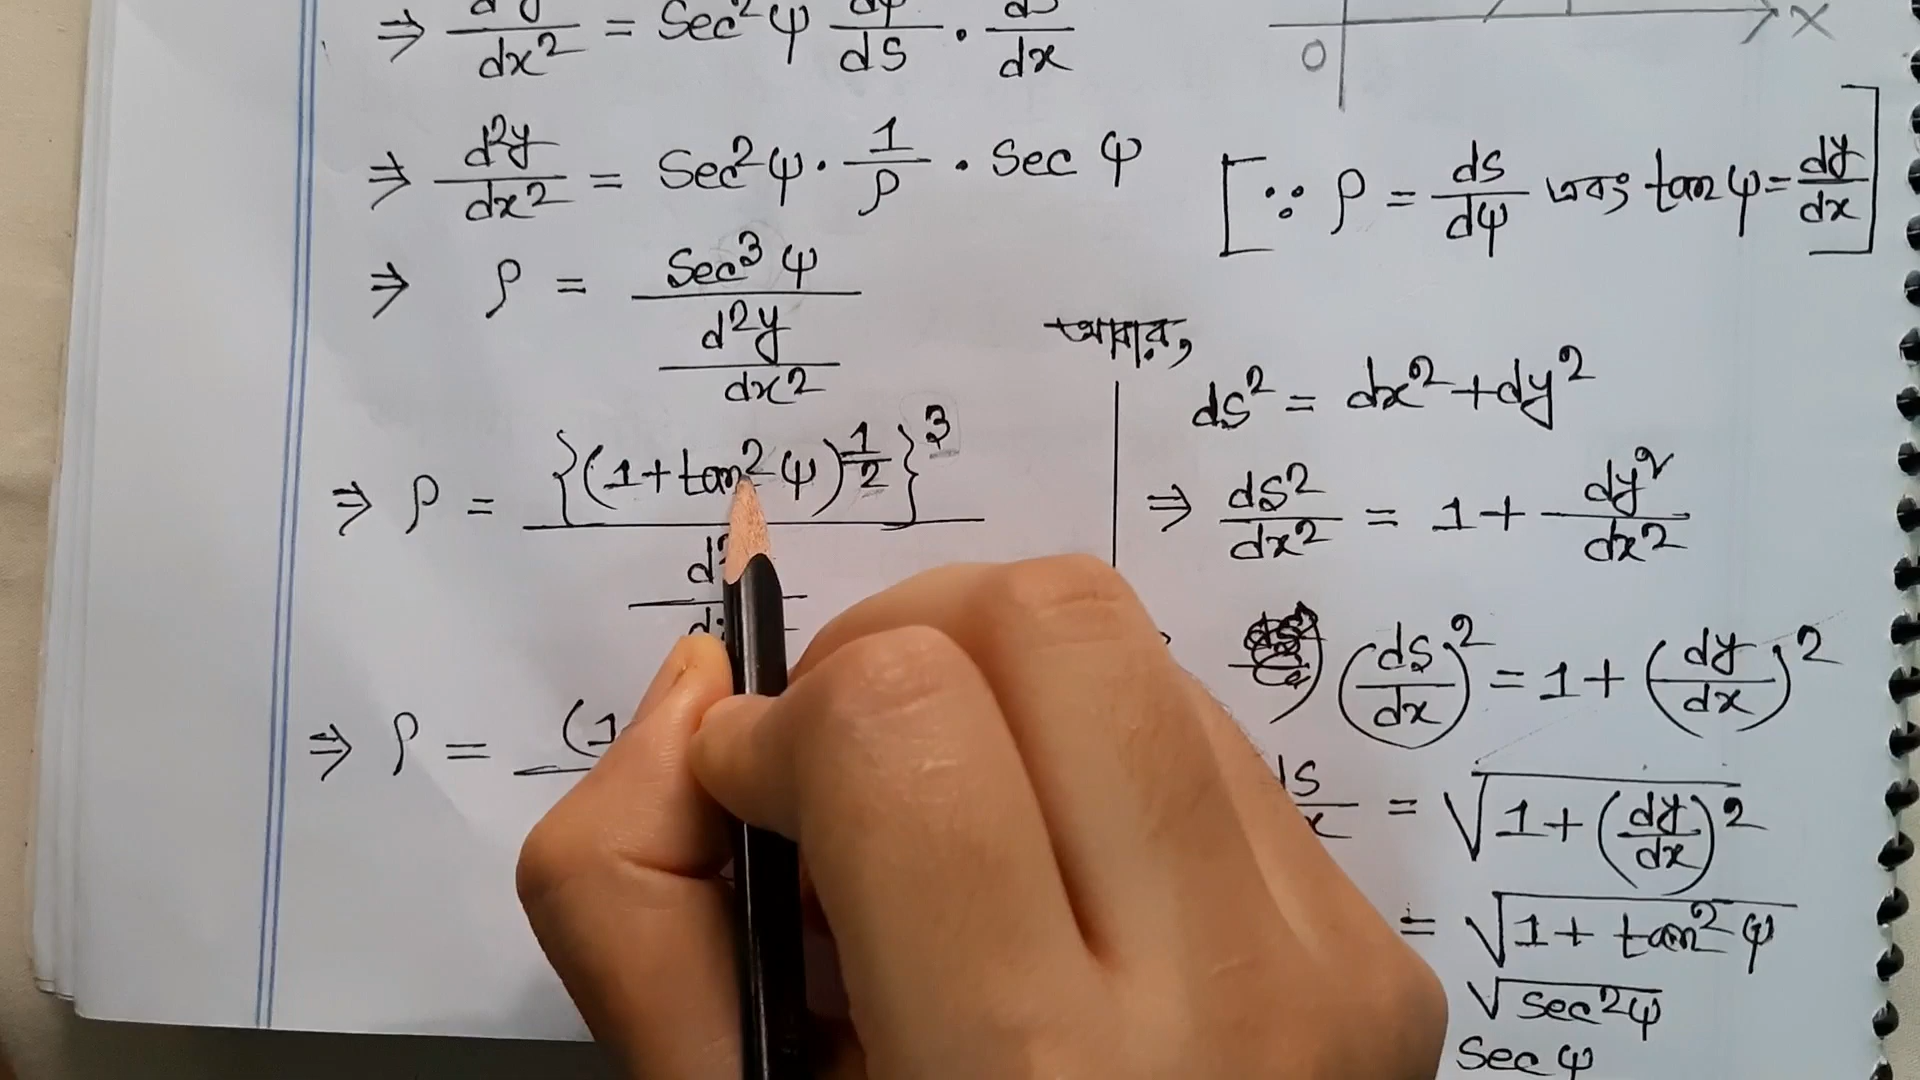 ⇒ d²y/dx² = Sec²ψ dψ/ds · ds/dx
⇒ d²y/dx² = Sec²ψ · 1/ρ · Sec ψ
⇒ ρ = Sec³ψ / (d²y/dx²)
⇒ ρ = {(1+tan²ψ)^(1/2)}³
⇒ ρ = (1
X
O
[∵ ρ = ds/dψ এবং tanψ = dy/dx]
আবার,
ds² = dx² + dy²
⇒ ds²/dx² = 1 + dy²/dx²
(ds/dx)² = 1 + (dy/dx)²
= √(1 + (dy/dx)²)
= √(1 + tan²ψ)
√(sec²ψ)
Sec ψ